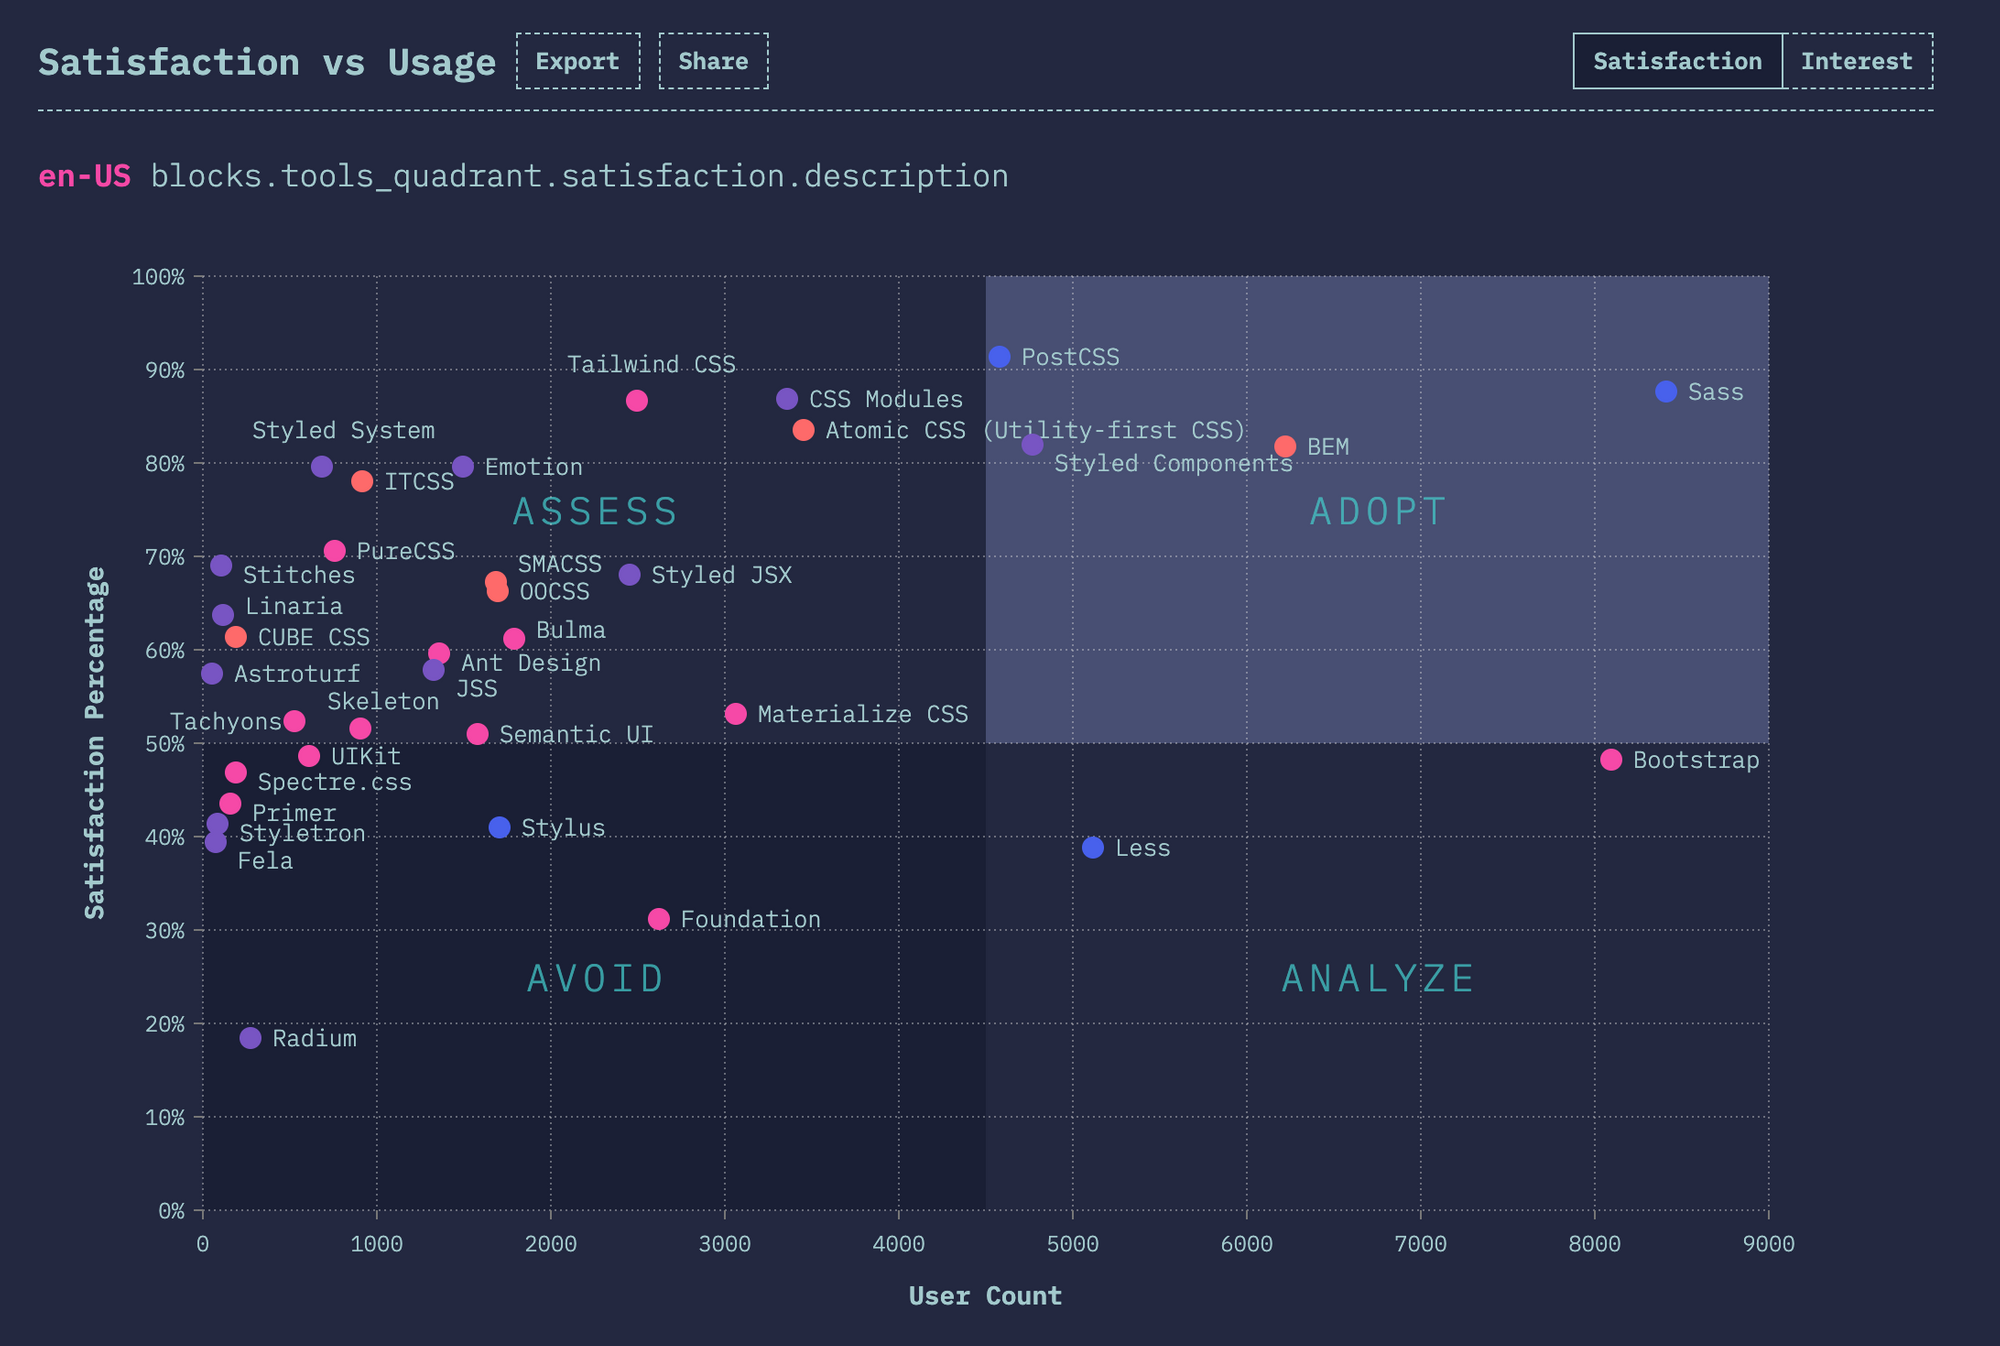 Satisfaction vs Usage
Export
Share
Satisfaction
Interest
en-US blocks.tools_quadrant.satisfaction.description
100%
90%
80%
70%
60%
50%
40%
30%
20%
10%
0%
Satisfaction Percentage
PostCSS
Tailwind CSS
Sass
CSS Modules
Styled System
Atomic CSS (Utility-first CSS)
BEM
Styled Components
Emotion
ITCSS
ASSESS
ADOPT
PureCSS
SMACSS
Stitches
Styled JSX
OOCSS
Linaria
Bulma
CUBE CSS
Ant Design
Astroturf
JSS
Skeleton
Materialize CSS
Tachyons
Semantic UI
UIKit
Bootstrap
Spectre.css
Primer
Stylus
Styletron
Less
Fela
Foundation
AVOID
ANALYZE
Radium
0
1000
2000
3000
4000
5000
6000
7000
8000
9000
User Count